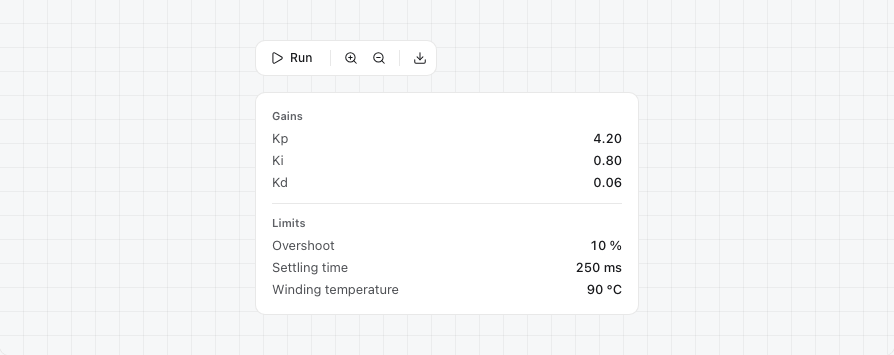 Run
Gains
Kp 4.20
Ki 0.80
Kd 0.06
Limits
Overshoot 10 %
Settling time 250 ms
Winding temperature 90 °C